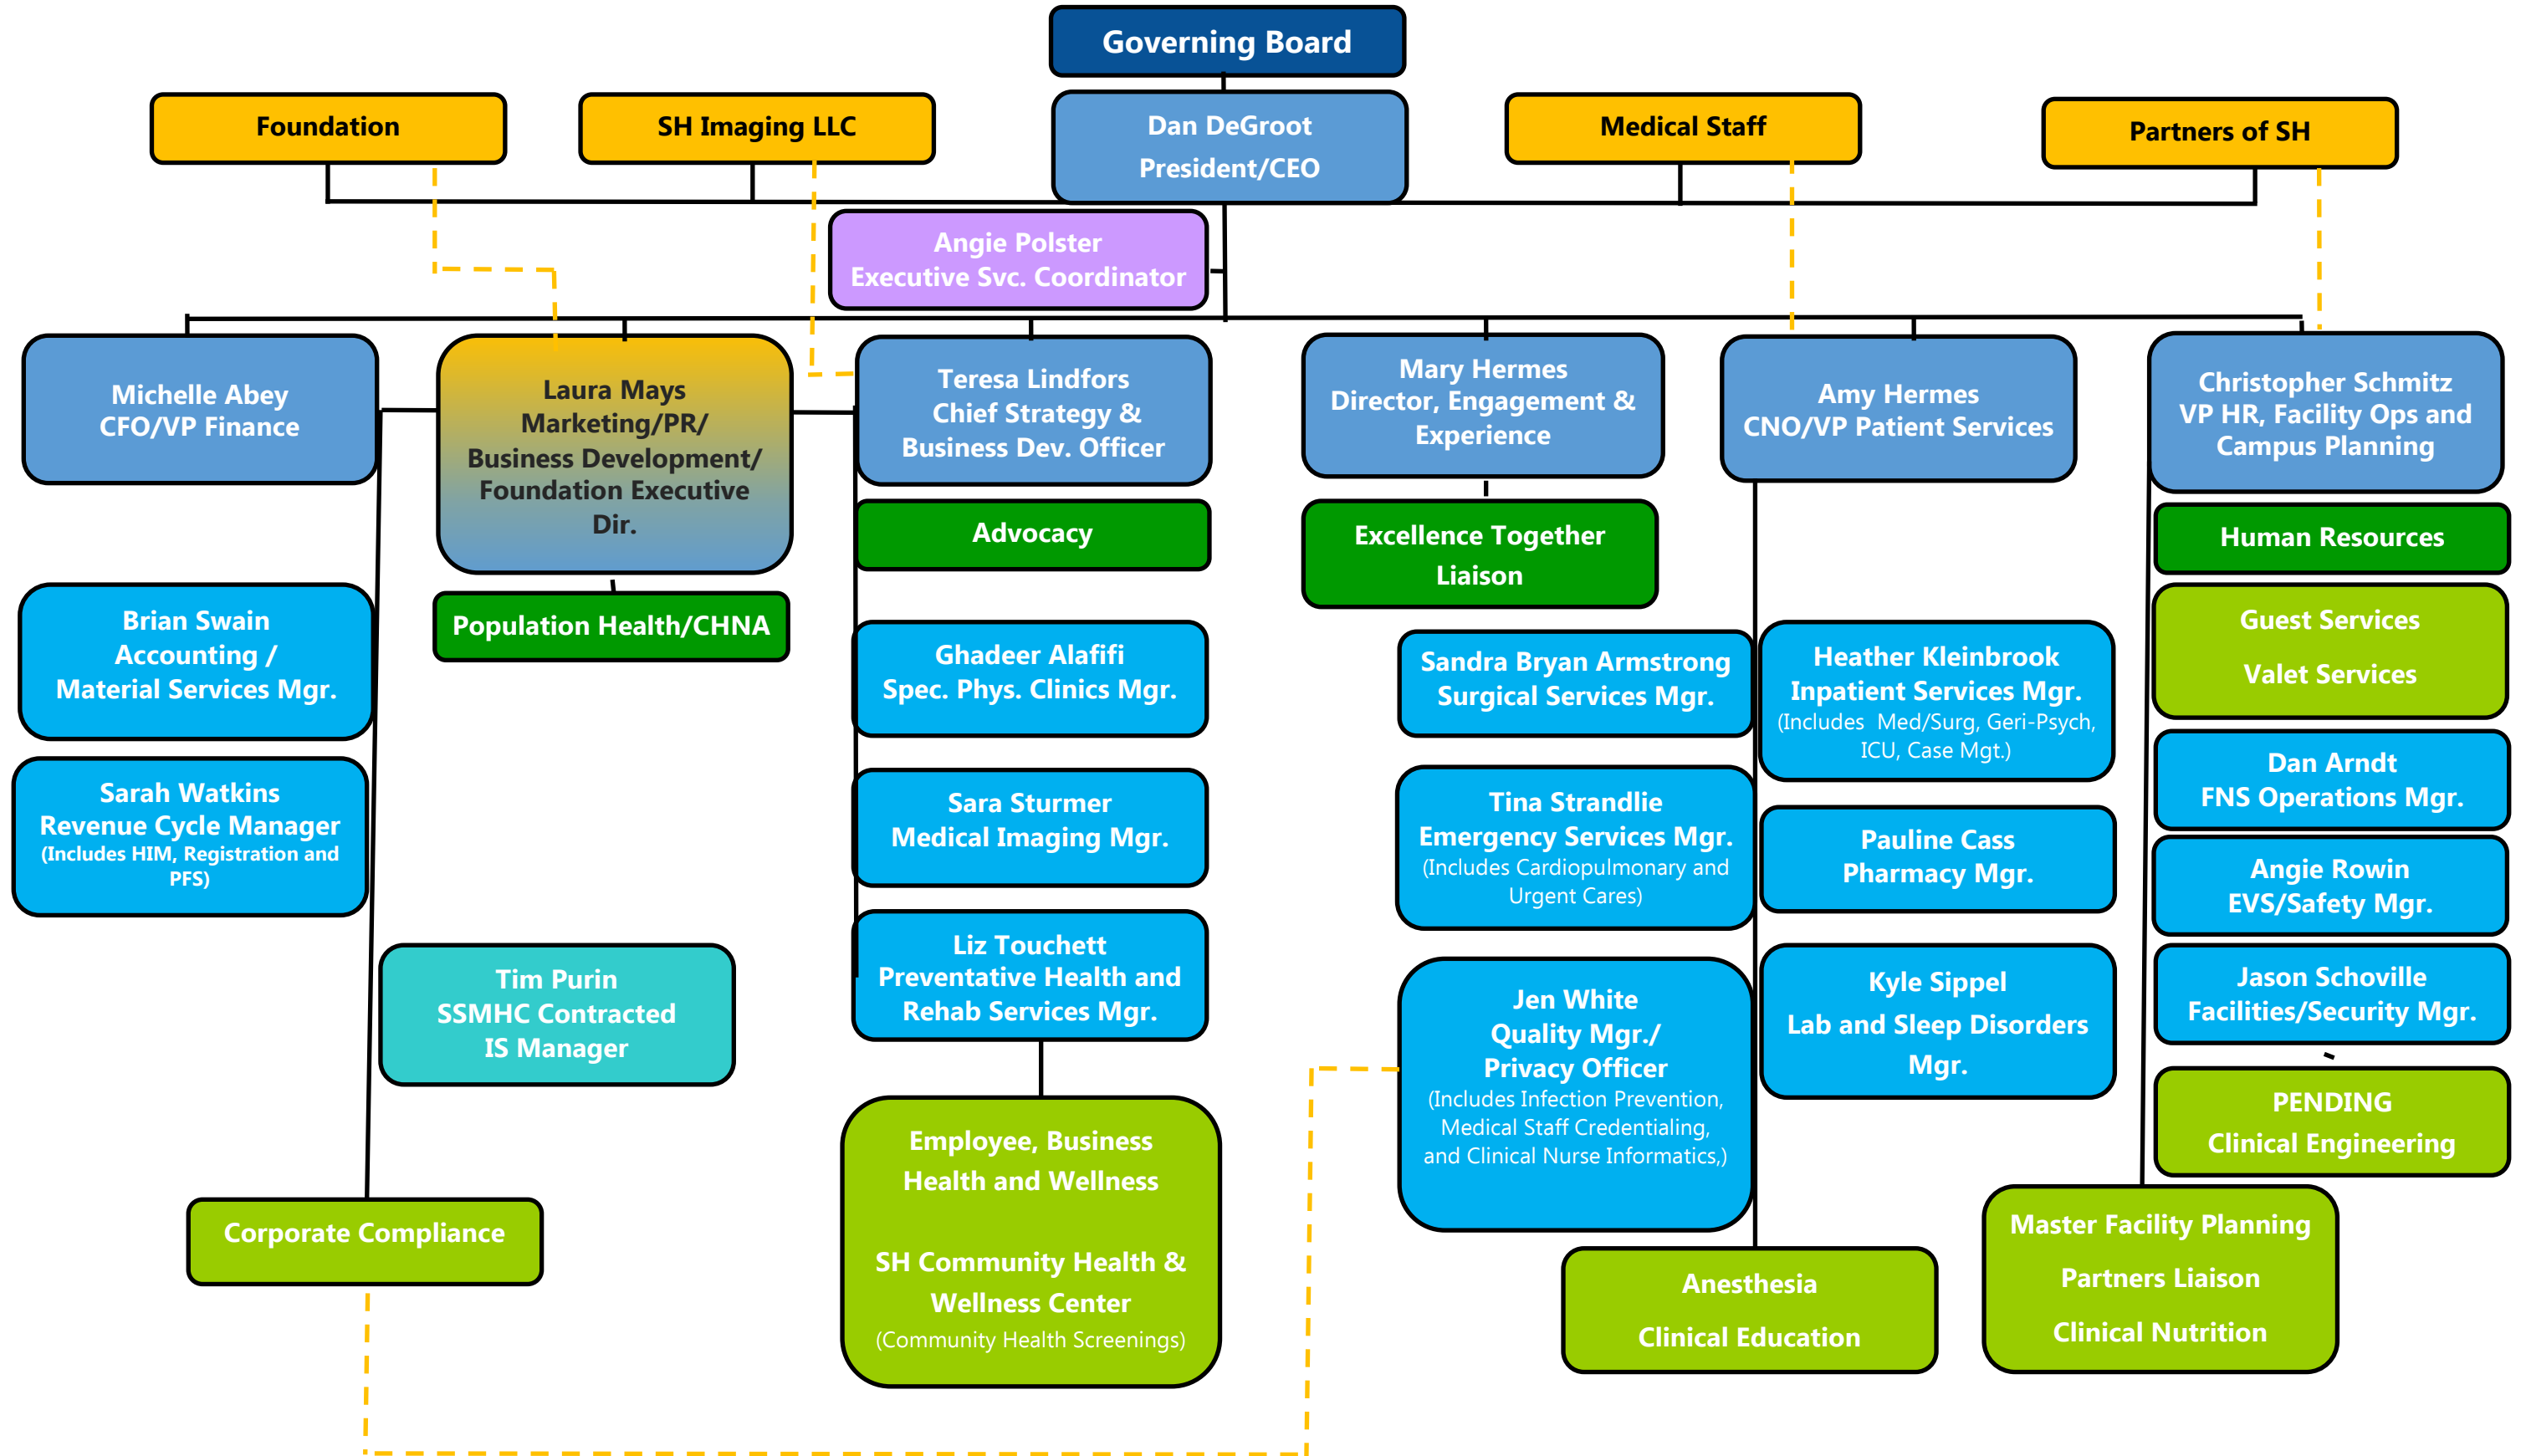 Governing Board
Foundation
SH Imaging LLC
Dan DeGroot
President/CEO
Medical Staff
Partners of SH
Angie Polster
Executive Svc. Coordinator
Michelle Abey
CFO/VP Finance
Laura Mays
Marketing/PR/
Business Development/
Foundation Executive
Dir.
Teresa Lindfors
Chief Strategy &
Business Dev. Officer
Mary Hermes
Director, Engagement &
Experience
Amy Hermes
CNO/VP Patient Services
Christopher Schmitz
VP HR, Facility Ops and
Campus Planning
Advocacy
Excellence Together
Liaison
Human Resources
Brian Swain
Accounting /
Material Services Mgr.
Population Health/CHNA
Ghadeer Alafifi
Spec. Phys. Clinics Mgr.
Sandra Bryan Armstrong
Surgical Services Mgr.
Heather Kleinbrook
Inpatient Services Mgr.
(Includes Med/Surg, Geri-Psych,
ICU, Case Mgt.)
Guest Services
Valet Services
Sarah Watkins
Revenue Cycle Manager
(Includes HIM, Registration and
PFS)
Sara Sturmer
Medical Imaging Mgr.
Tina Strandlie
Emergency Services Mgr.
(Includes Cardiopulmonary and
Urgent Cares)
Pauline Cass
Pharmacy Mgr.
Dan Arndt
FNS Operations Mgr.
Angie Rowin
EVS/Safety Mgr.
Tim Purin
SSMHC Contracted
IS Manager
Liz Touchett
Preventative Health and
Rehab Services Mgr.
Jen White
Quality Mgr./
Privacy Officer
(Includes Infection Prevention,
Medical Staff Credentialing,
and Clinical Nurse Informatics,)
Kyle Sippel
Lab and Sleep Disorders
Mgr.
Jason Schoville
Facilities/Security Mgr.
PENDING
Clinical Engineering
Corporate Compliance
Employee, Business
Health and Wellness
SH Community Health &
Wellness Center
(Community Health Screenings)
Anesthesia
Clinical Education
Master Facility Planning
Partners Liaison
Clinical Nutrition